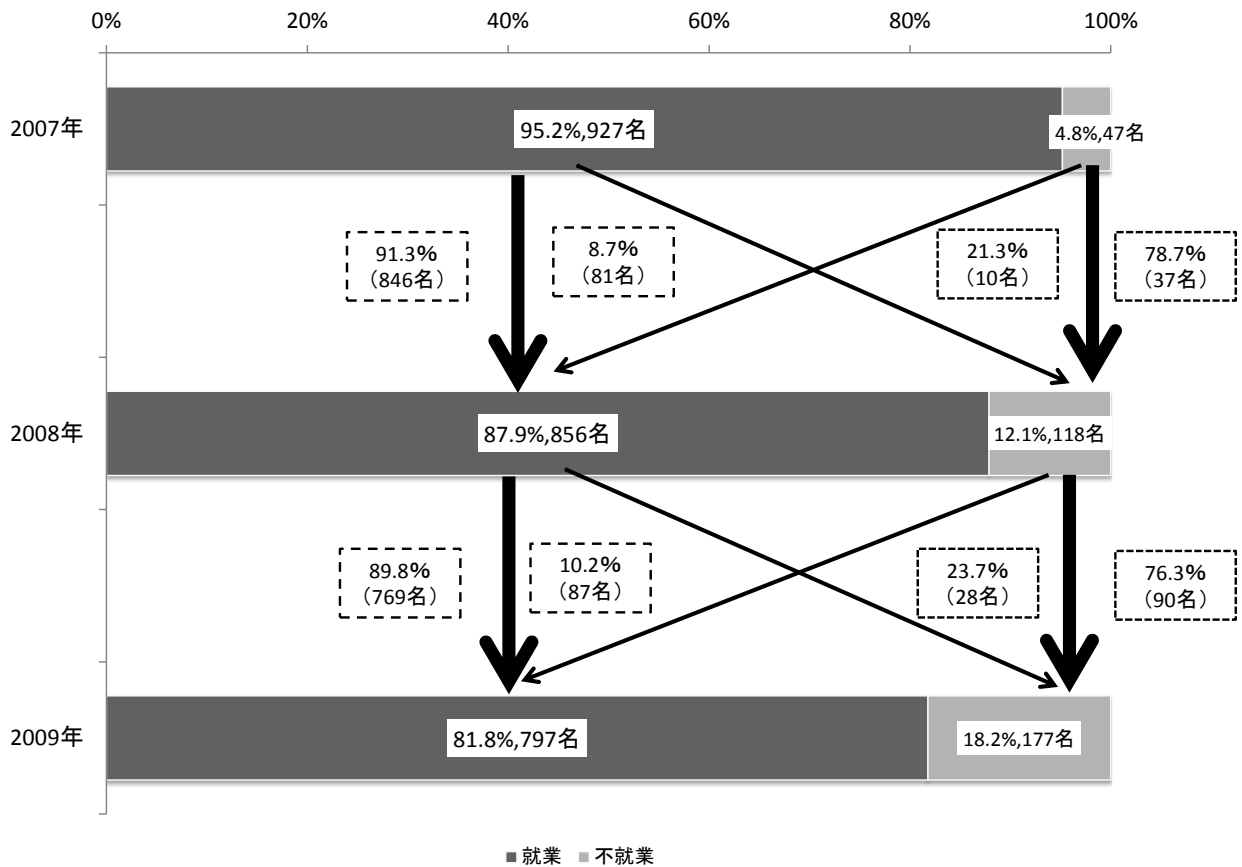 0%
20%
40%
60%
80%
100%
2007年
95.2%,927名
4.8%,47名
91.3%
（846名）
8.7%
（81名）
21.3%
（10名）
78.7%
（37名）
2008年
87.9%,856名
12.1%,118名
89.8%
（769名）
10.2%
（87名）
23.7%
（28名）
76.3%
（90名）
2009年
81.8%,797名
18.2%,177名
就業
不就業